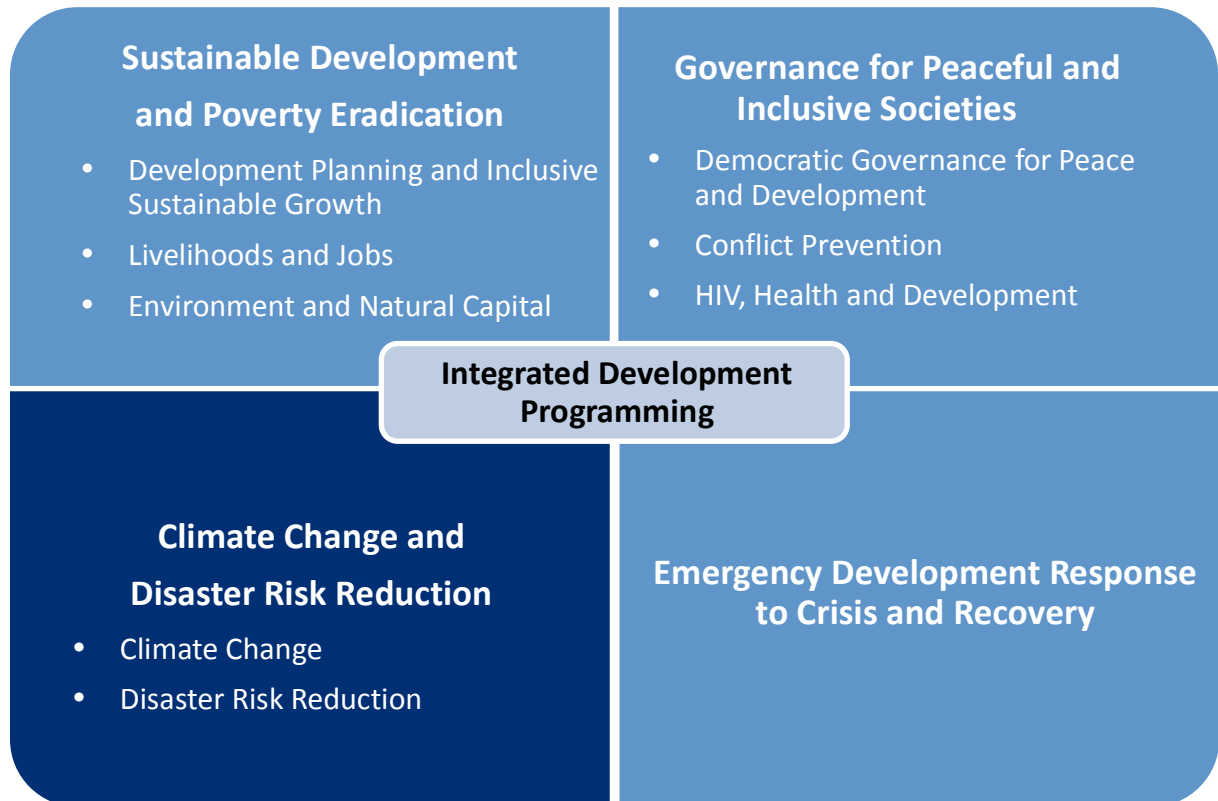 Sustainable Development
and Poverty Eradication
• Development Planning and Inclusive
Sustainable Growth
• Livelihoods and Jobs
• Environment and Natural Capital
Governance for Peaceful and
Inclusive Societies
• Democratic Governance for Peace
and Development
• Conflict Prevention
• HIV, Health and Development
Integrated Development
Programming
Climate Change and
Disaster Risk Reduction
• Climate Change
• Disaster Risk Reduction
Emergency Development Response
to Crisis and Recovery